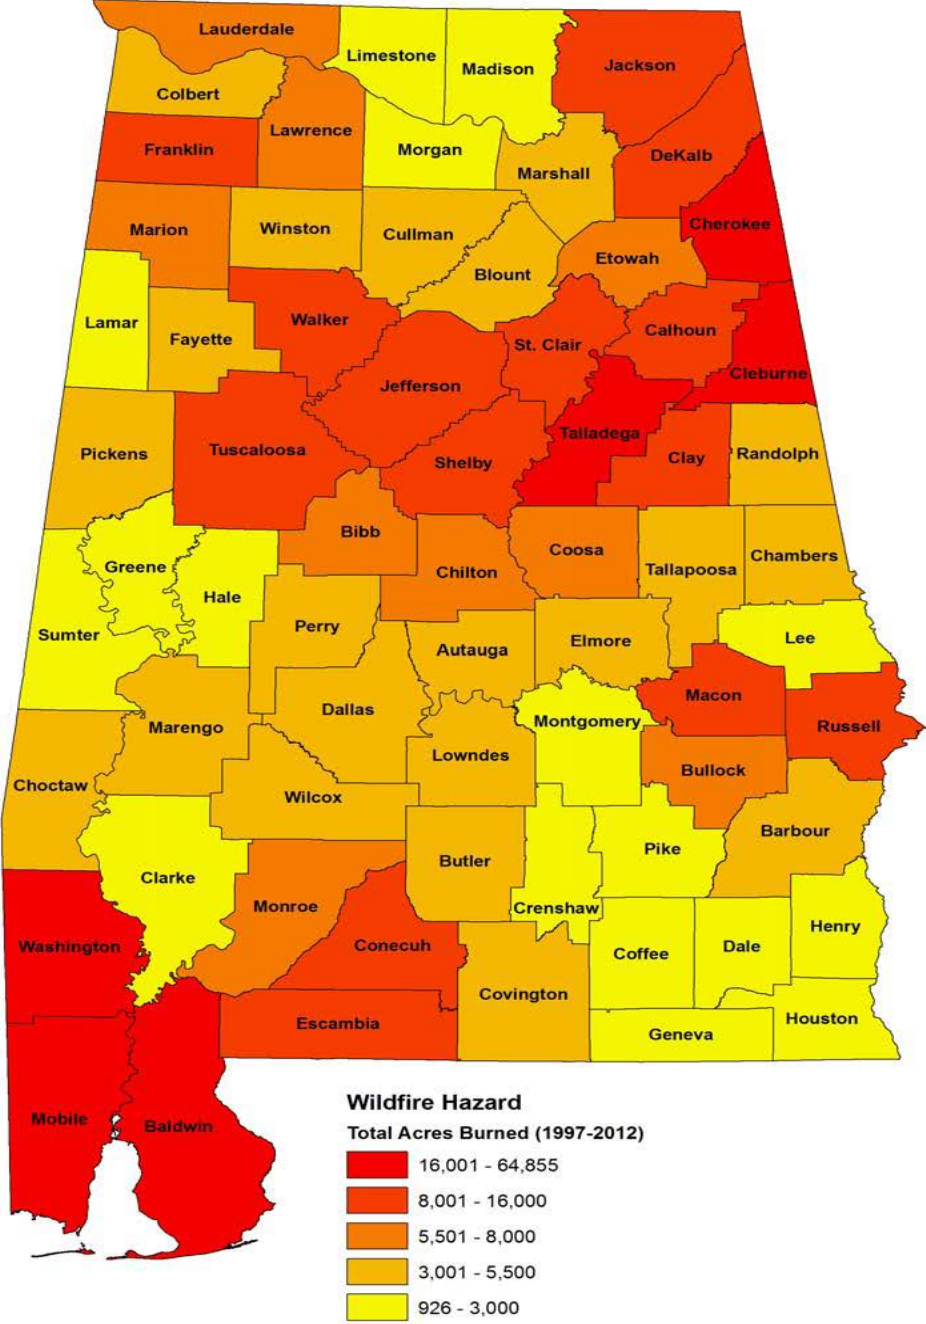 Lauderdale
Limestone
Madison
Jackson
Colbert
Lawrence
Franklin
Morgan
DeKalb
Marshall
Cherokee
Marion
Winston
Cullman
Etowah
Blount
Lamar
Walker
Calhoun
Fayette
St. Clair
Cleburne
Jefferson
Talladega
Pickens
Tuscaloosa
Shelby
Clay
Randolph
Bibb
Coosa
Chambers
Greene
Chilton
Tallapoosa
Hale
Sumter
Perry
Autauga
Elmore
Lee
Macon
Dallas
Montgomery
Russell
Marengo
Lowndes
Bullock
Choctaw
Wilcox
Barbour
Pike
Butler
Clarke
Monroe
Crenshaw
Henry
Washington
Conecuh
Coffee
Dale
Covington
Escambia
Geneva
Houston
Mobile
Baldwin
Wildfire Hazard
Total Acres Burned (1997-2012)
16,001 - 64,855
8,001 - 16,000
5,501 - 8,000
3,001 - 5,500
926 - 3,000